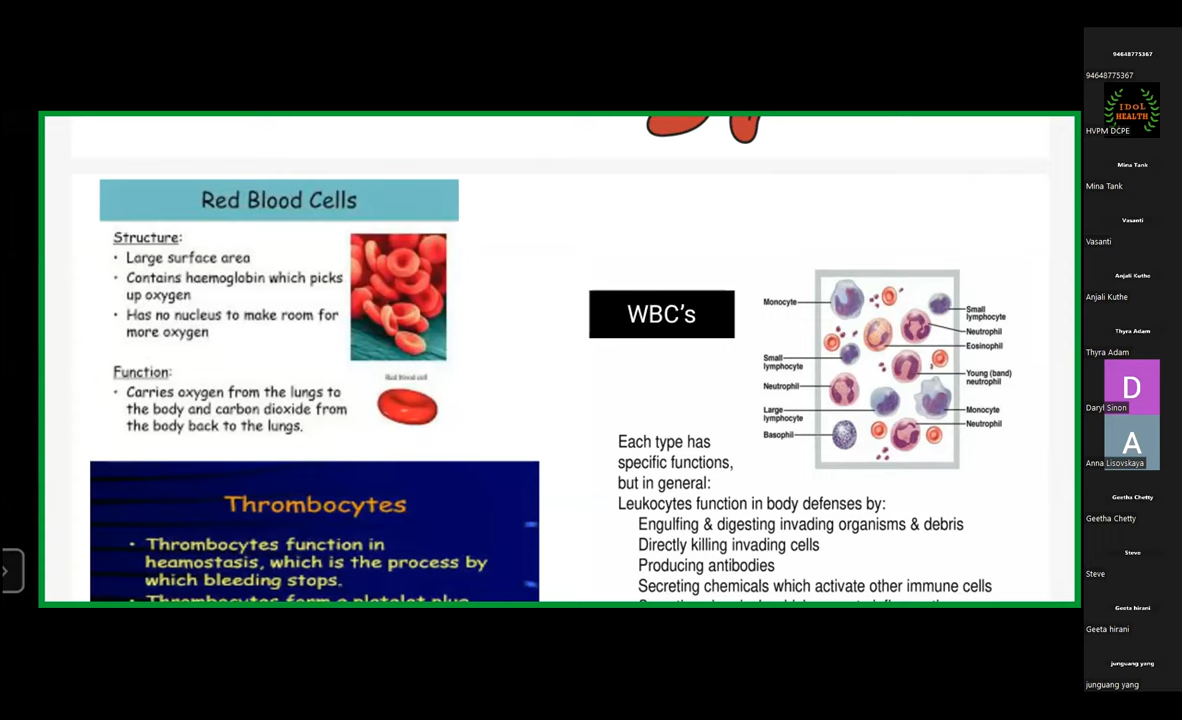 Red Blood Cells
Structure:
• Large surface area
• Contains haemoglobin which picks
up oxygen
• Has no nucleus to make room for
more oxygen
Red blood cell
Function:
• Carries oxygen from the lungs to
the body and carbon dioxide from
the body back to the lungs.
Thrombocytes
• Thrombocytes function in
heamostasis, which is the process by
which bleeding stops.
WBC's
Monocyte
Small
lymphocyte
Neutrophil
Large
lymphocyte
Basophil
Small
lymphocyte
Neutrophil
Eosinophil
Young (band)
neutrophil
Monocyte
Neutrophil
Each type has
specific functions,
but in general:
Leukocytes function in body defenses by:
Engulfing & digesting invading organisms & debris
Directly killing invading cells
Producing antibodies
Secreting chemicals which activate other immune cells
94648775367
94648775367
IDOL
HEALTH
HVPM DCPE
Mina Tank
Mina Tank
Vasanti
Vasanti
Anjali Kuthe
Anjali Kuthe
Thyra Adam
Thyra Adam
D
Daryl Sinon
A
Anna Lisovskaya
Geetha Chetty
Geetha Chetty
Steve
Steve
Geeta hirani
Geeta hirani
junguang yang
junguang yang